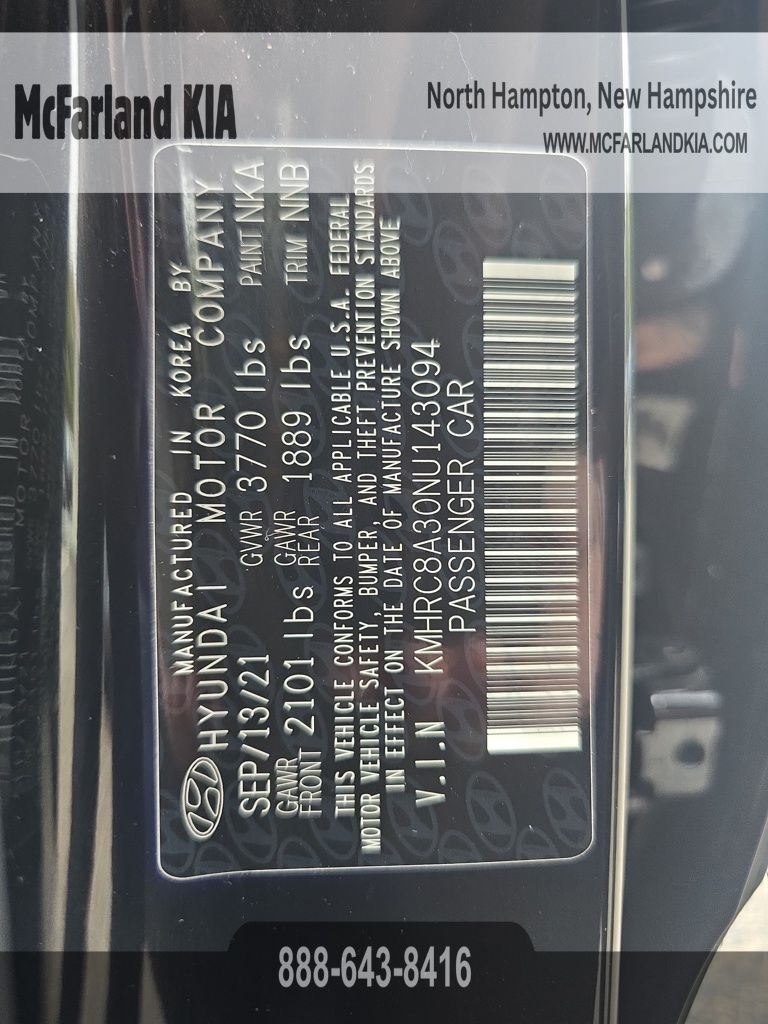 McFarland KIA
North Hampton, New Hampshire
WWW.MCFARLANDKIA.COM
MANUFACTURED IN KOREA BY
HYUNDAI MOTOR COMPANY
SEP/13/21 GVWR 3770 lbs PAINT NKA
GAWR FRONT 2101 lbs GAWR REAR 1889 lbs TRIM NNB
THIS VEHICLE CONFORMS TO ALL APPLICABLE U.S.A. FEDERAL
MOTOR VEHICLE SAFETY, BUMPER, AND THEFT PREVENTION STANDARDS
IN EFFECT ON THE DATE OF MANUFACTURE SHOWN ABOVE
V.I.N KMHRC8A30NU143094
PASSENGER CAR
888-643-8416